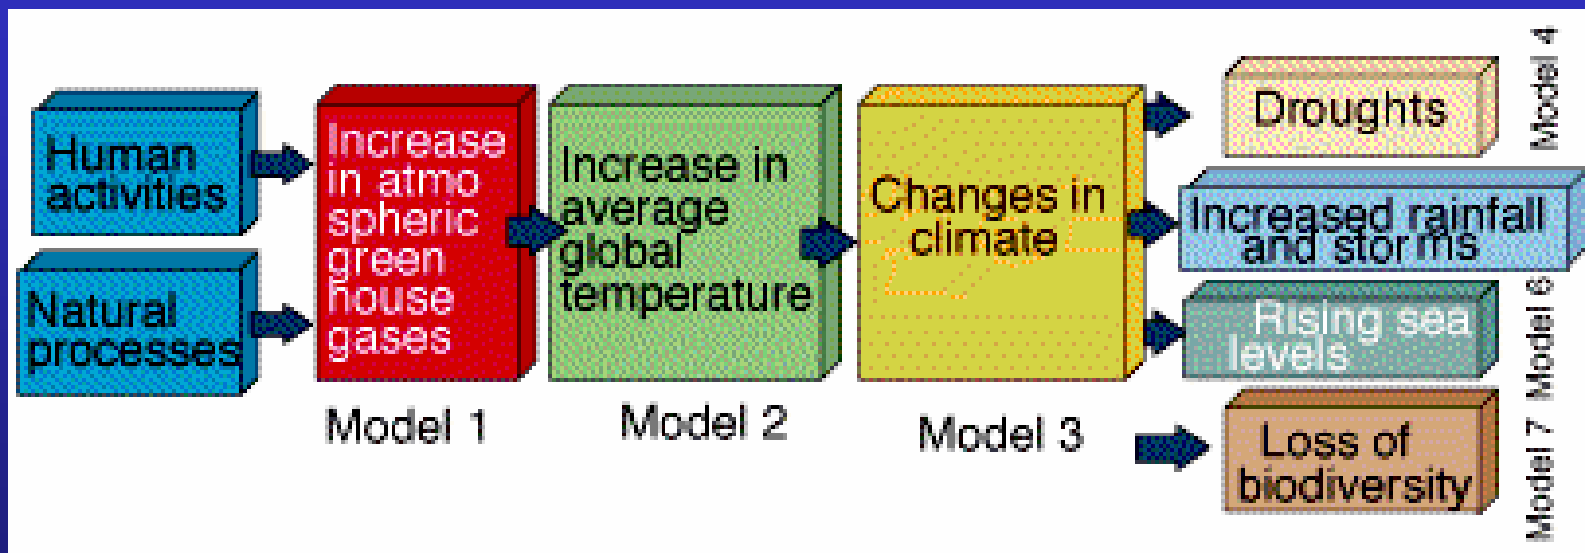 Human
activities
Natural
processes
Increase
in atmo
spheric
green
house
gases
Model 1
Increase in
average
global
temperature
Model 2
Changes in
climate
Model 3
Droughts
Model 4
Increased rainfall
and storms
Rising sea
levels
Model 6
Loss of
biodiversity
Model 7